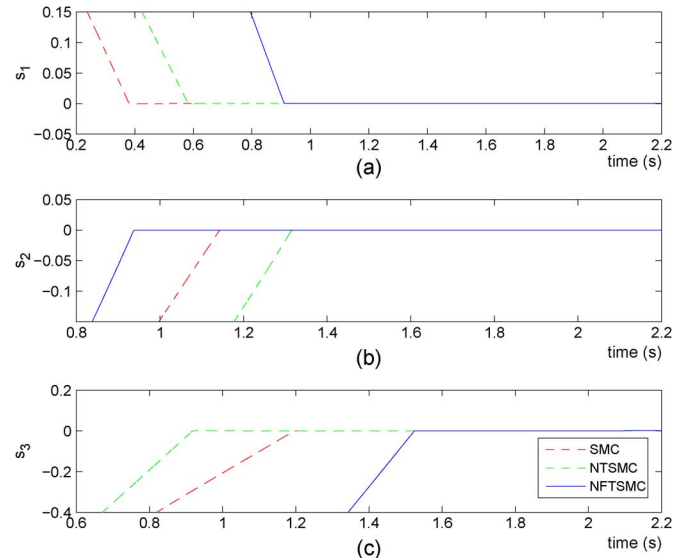 0.15
0.1
0.05
0
−0.05
s1
0.2 0.4 0.6 0.8 1 1.2 1.4 1.6 1.8 2 2.2
time (s)
(a)
0.05
0
−0.05
−0.1
s2
0.8 1 1.2 1.4 1.6 1.8 2 2.2
time (s)
(b)
0.2
0
−0.2
−0.4
s3
SMC
NTSMC
NFTSMC
0.6 0.8 1 1.2 1.4 1.6 1.8 2 2.2
time (s)
(c)